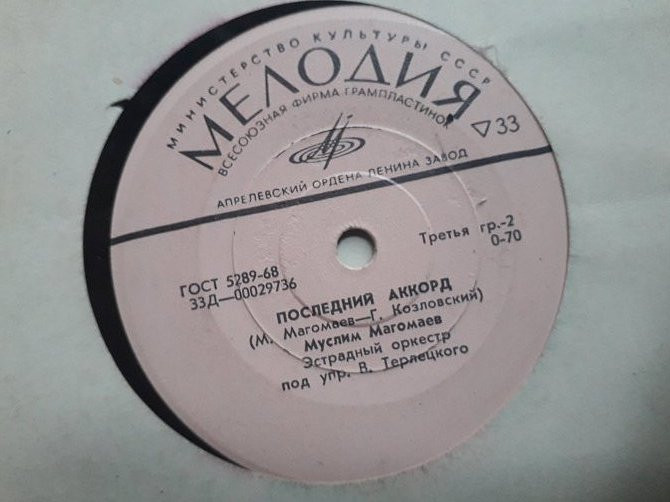 МИНИСТЕРСТВО КУЛЬТУРЫ СССР
МЕЛОДИЯ
ВСЕСОЮЗНАЯ ФИРМА ГРАМПЛАСТИНОК
▷33
АПРЕЛЕВСКИЙ ОРДЕНА ЛЕНИНА ЗАВОД
Третья гр.-2
0-70
ГОСТ 5289-68
33Д—00029736
ПОСЛЕДНИЙ АККОРД
(М. Магомаев—Г. Козловский)
Муслим Магомаев
Эстрадный оркестр
под упр. В. Терлецкого